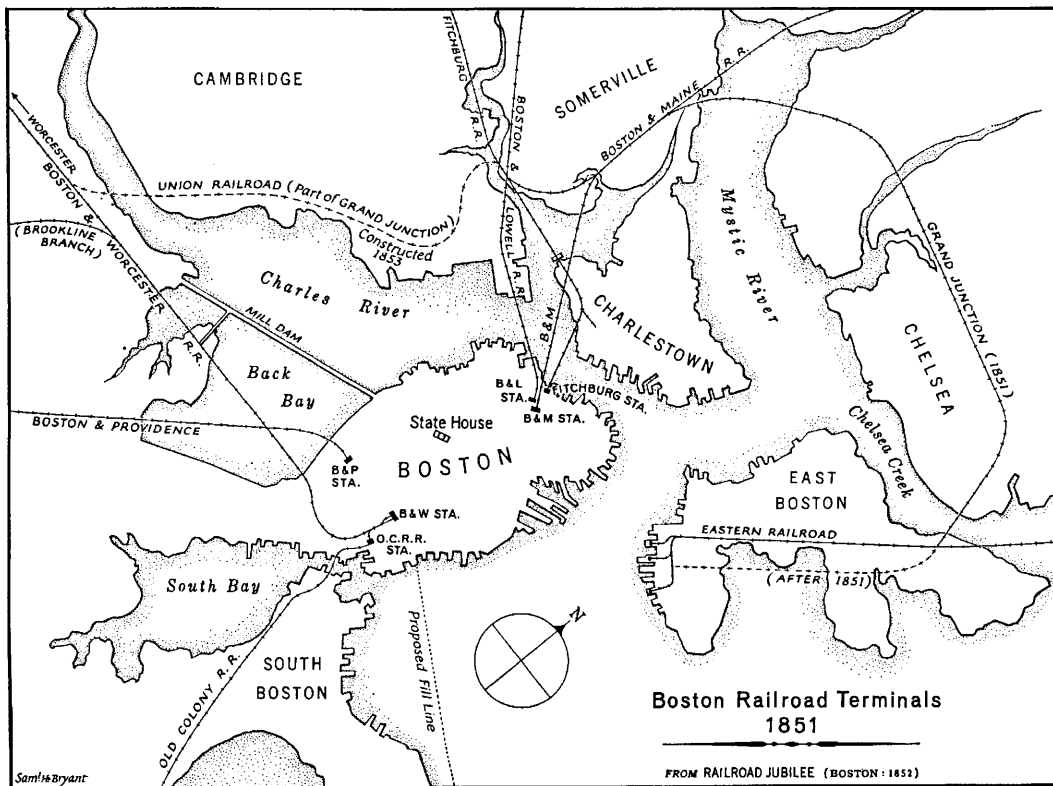 CAMBRIDGE
FITCHBURG
R.R.
BOSTON &
LOWELL R.R.
SOMERVILLE
BOSTON & MAINE R.R.
WORCESTER
BOSTON & WORCESTER
R.R.
UNION RAILROAD (Part of GRAND JUNCTION)
Constructed
1853
(BROOKLINE
BRANCH)
Charles River
MILL DAM
Back
Bay
B&M
CHARLESTOWN
Mystic River
GRAND JUNCTION (1851)
CHELSEA
Chelsea Creek
B&L
STA.
FITCHBURG STA.
B&M STA.
BOSTON & PROVIDENCE
State House
BOSTON
B&P
STA.
B&W STA.
O.C.R.R.
STA.
EAST
BOSTON
EASTERN RAILROAD
(AFTER 1851)
South Bay
SOUTH
BOSTON
OLD COLONY R.R.
Proposed Fill Line
N
Boston Railroad Terminals
1851
FROM RAILROAD JUBILEE (BOSTON: 1852)
Saml H Bryant